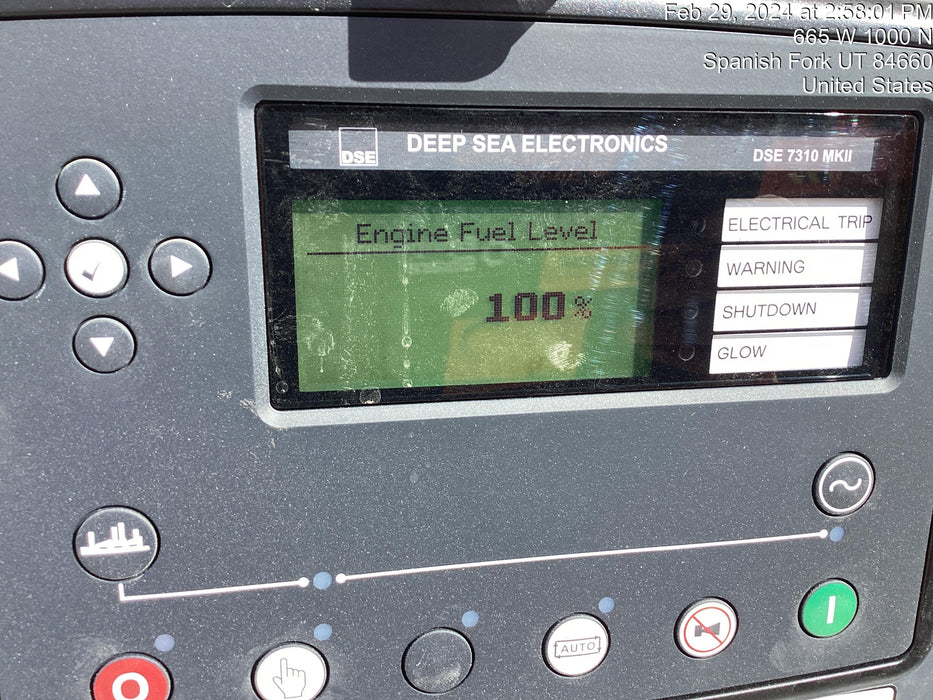 Feb 29, 2024 at 2:58:01 PM
665 W 1000 N
Spanish Fork UT 84660
United States
DSE
DEEP SEA ELECTRONICS
DSE 7310 MKII
Engine Fuel Level
100%
ELECTRICAL TRIP
WARNING
SHUTDOWN
GLOW
AUTO